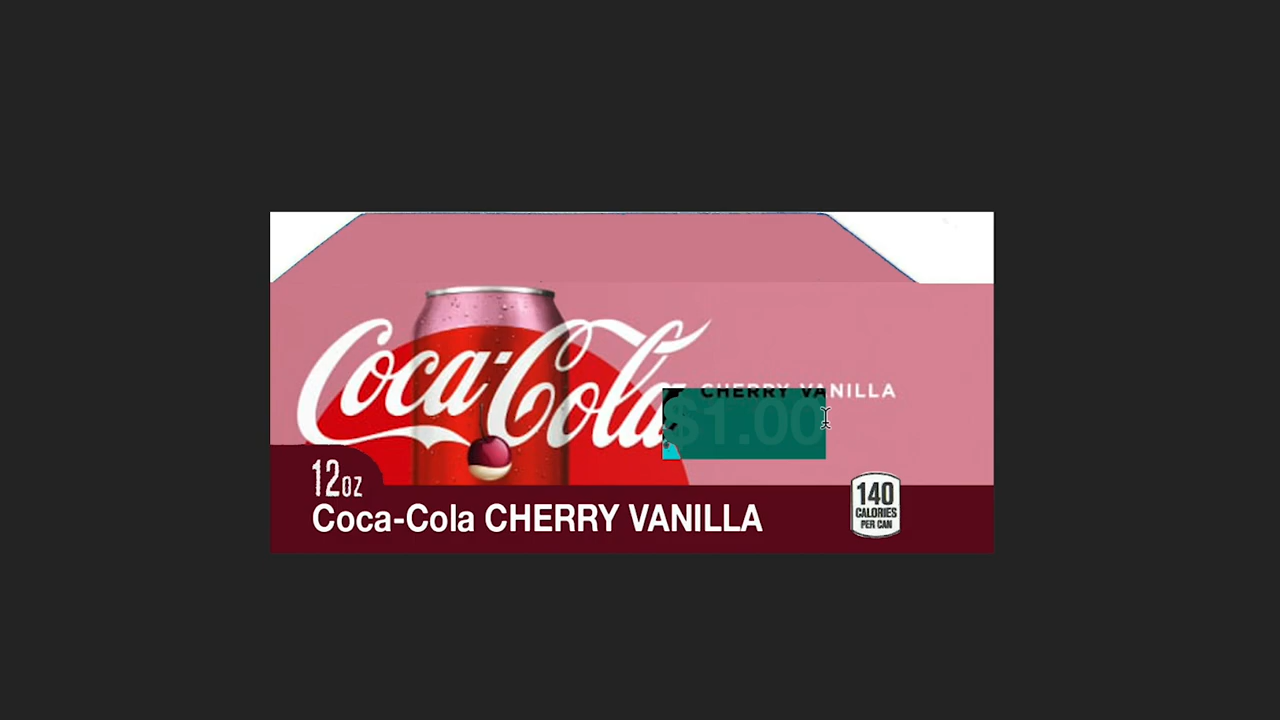 Coca-Cola
CHERRY VANILLA
$1.00
12oz
Coca-Cola CHERRY VANILLA
140
CALORIES
PER CAN